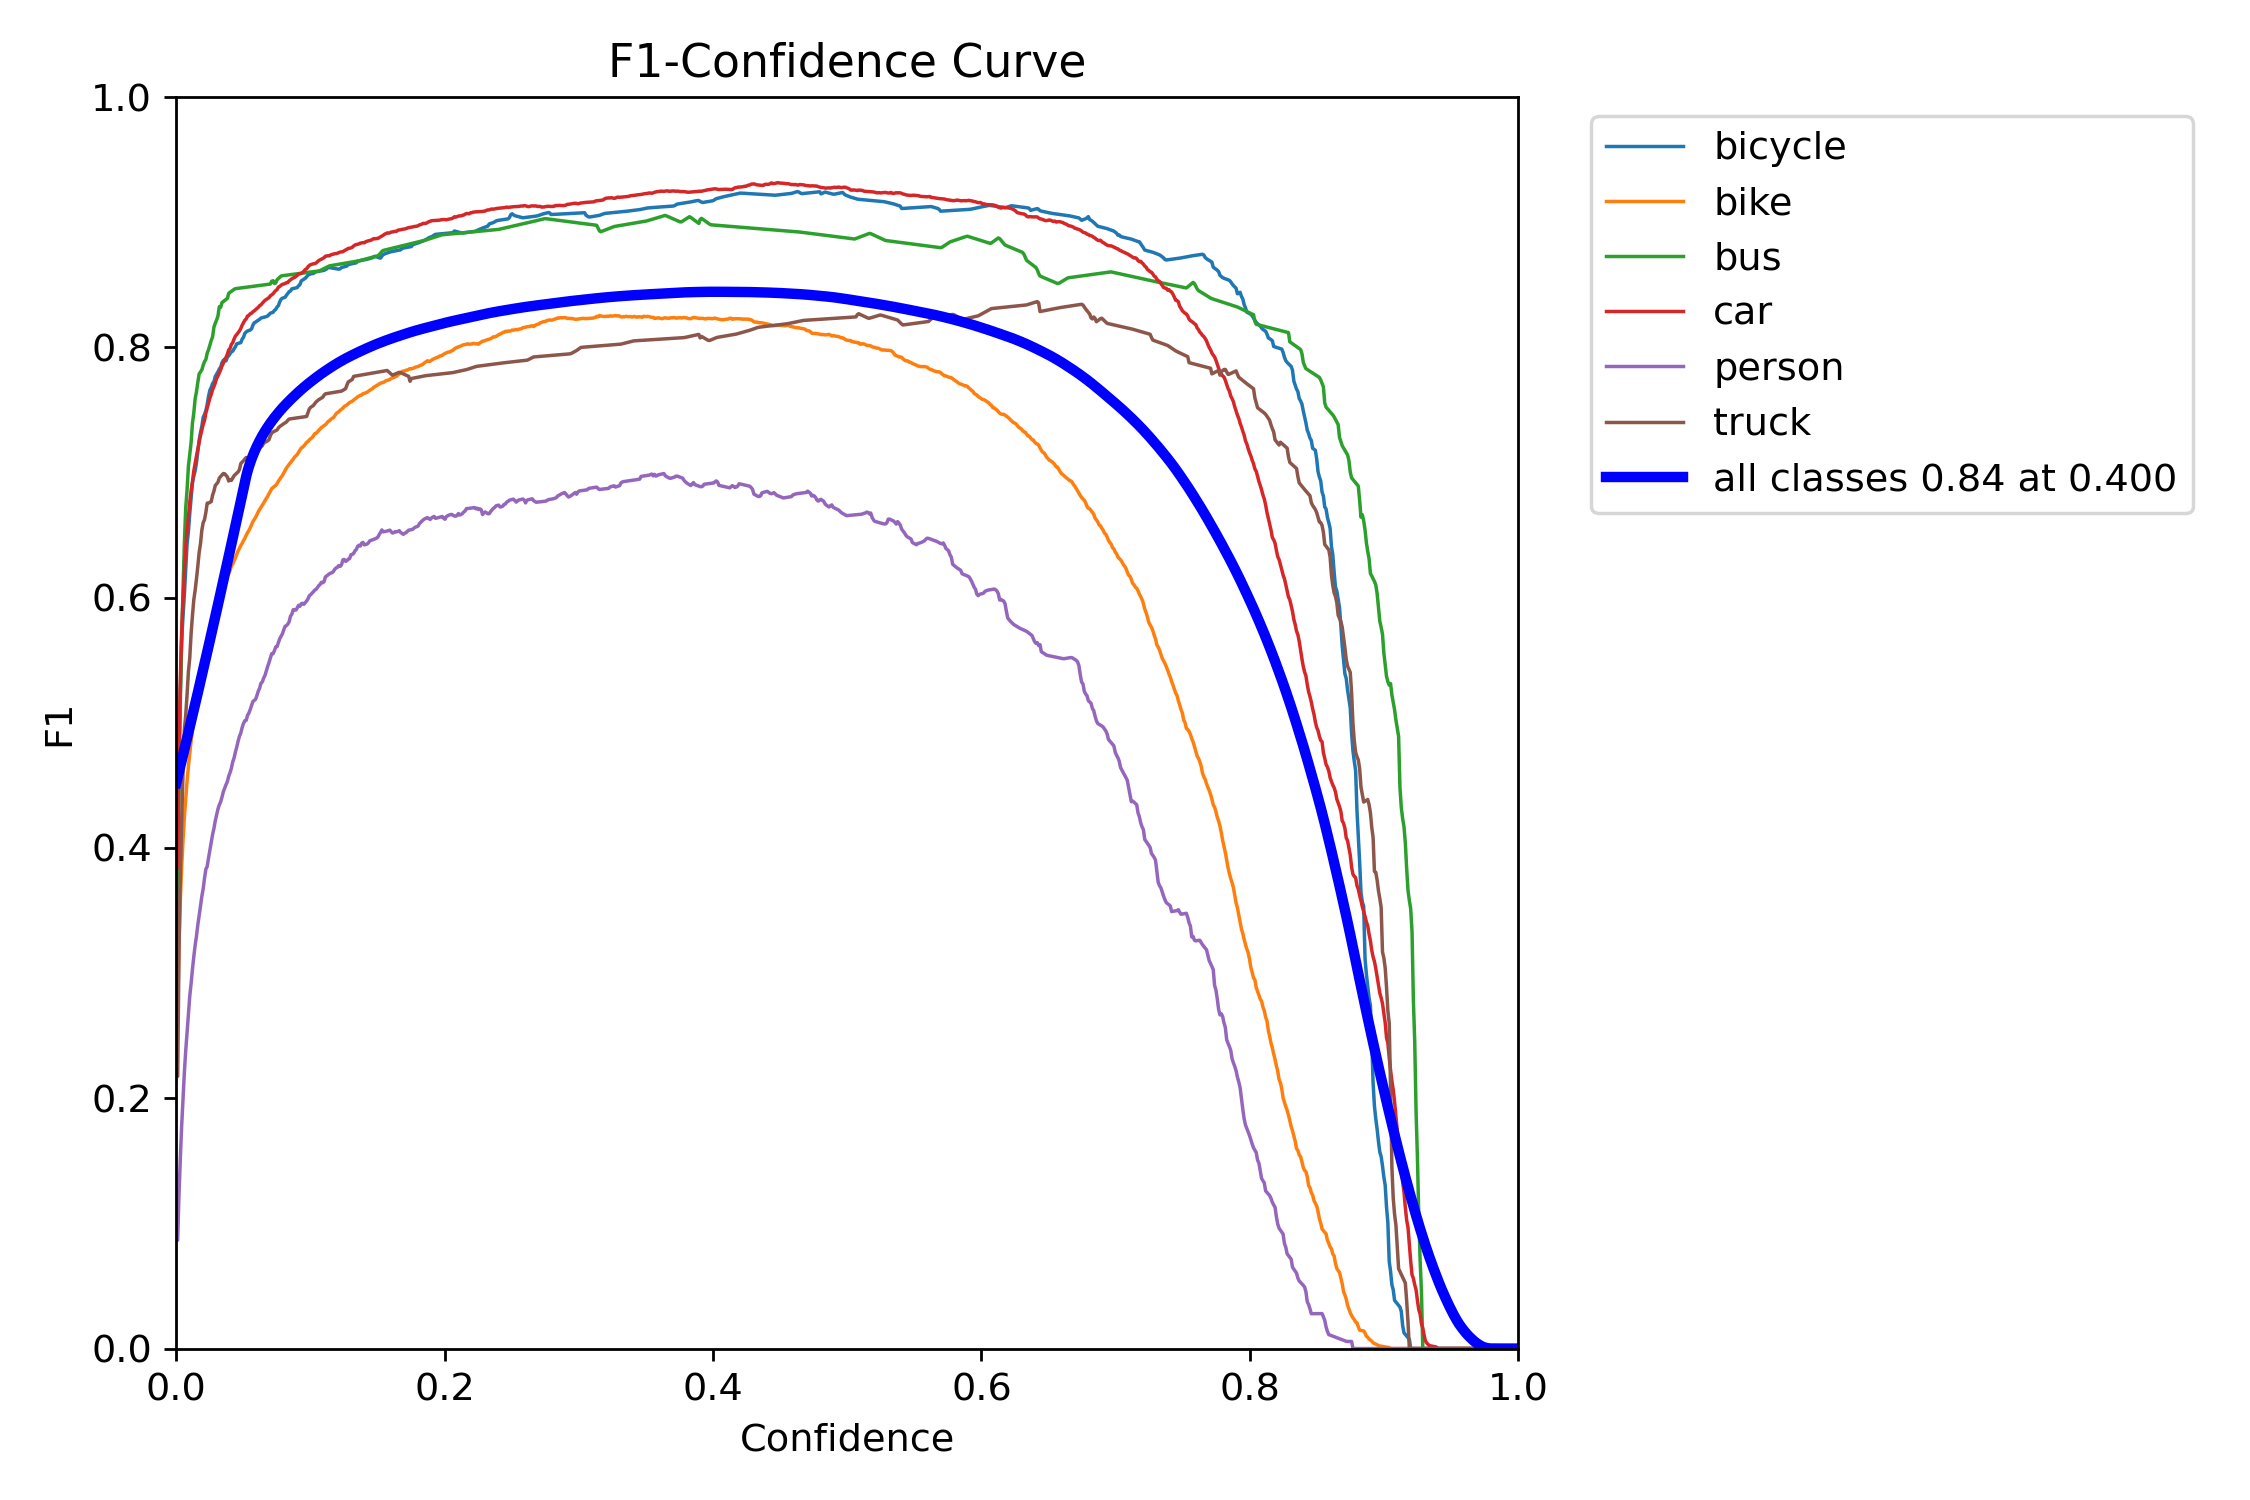 F1-Confidence Curve
1.0
0.8
0.6
0.4
0.2
0.0
F1
0.0 0.2 0.4 0.6 0.8 1.0
Confidence
bicycle
bike
bus
car
person
truck
all classes 0.84 at 0.400